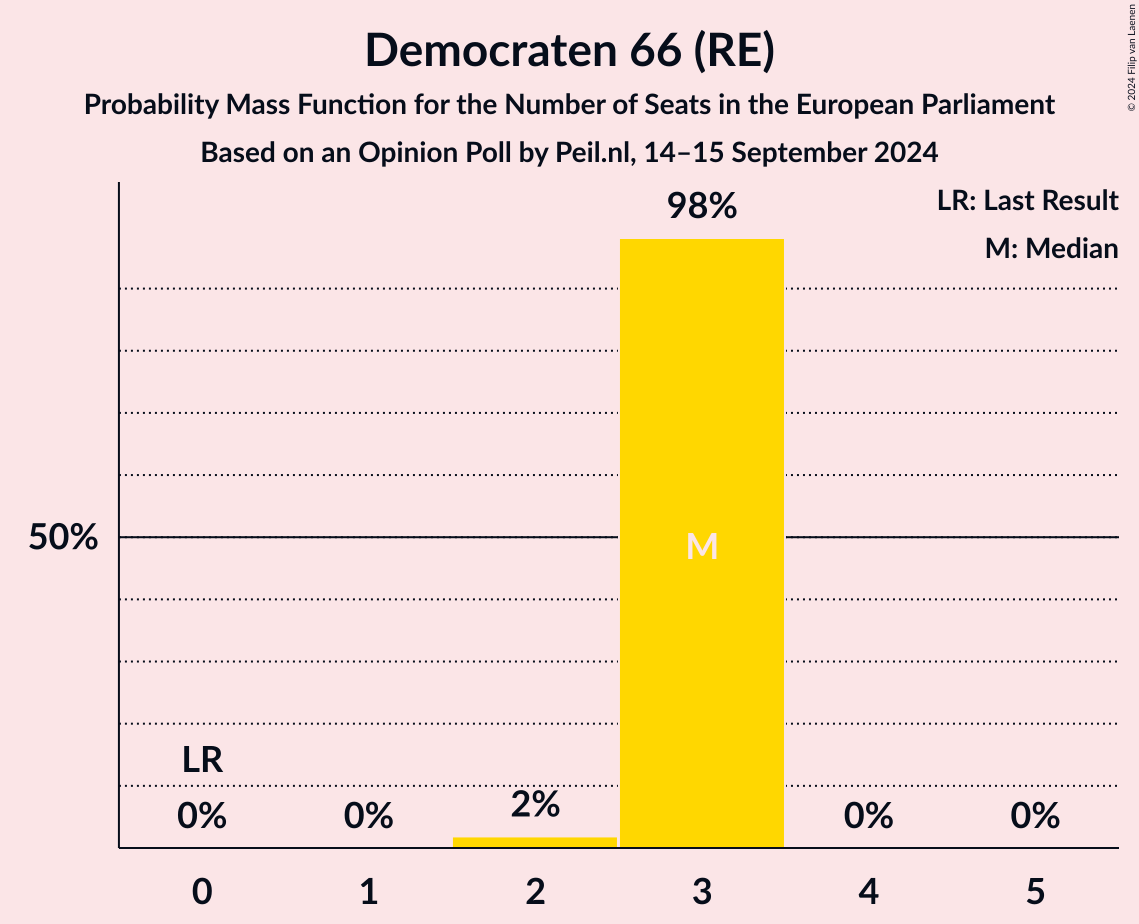 Democraten 66 (RE)
Probability Mass Function for the Number of Seats in the European Parliament
Based on an Opinion Poll by Peil.nl, 14–15 September 2024
© 2024 Filip van Laenen
LR: Last Result
M: Median
98%
50%
M
LR
0%
0%
2%
0%
0%
0
1
2
3
4
5